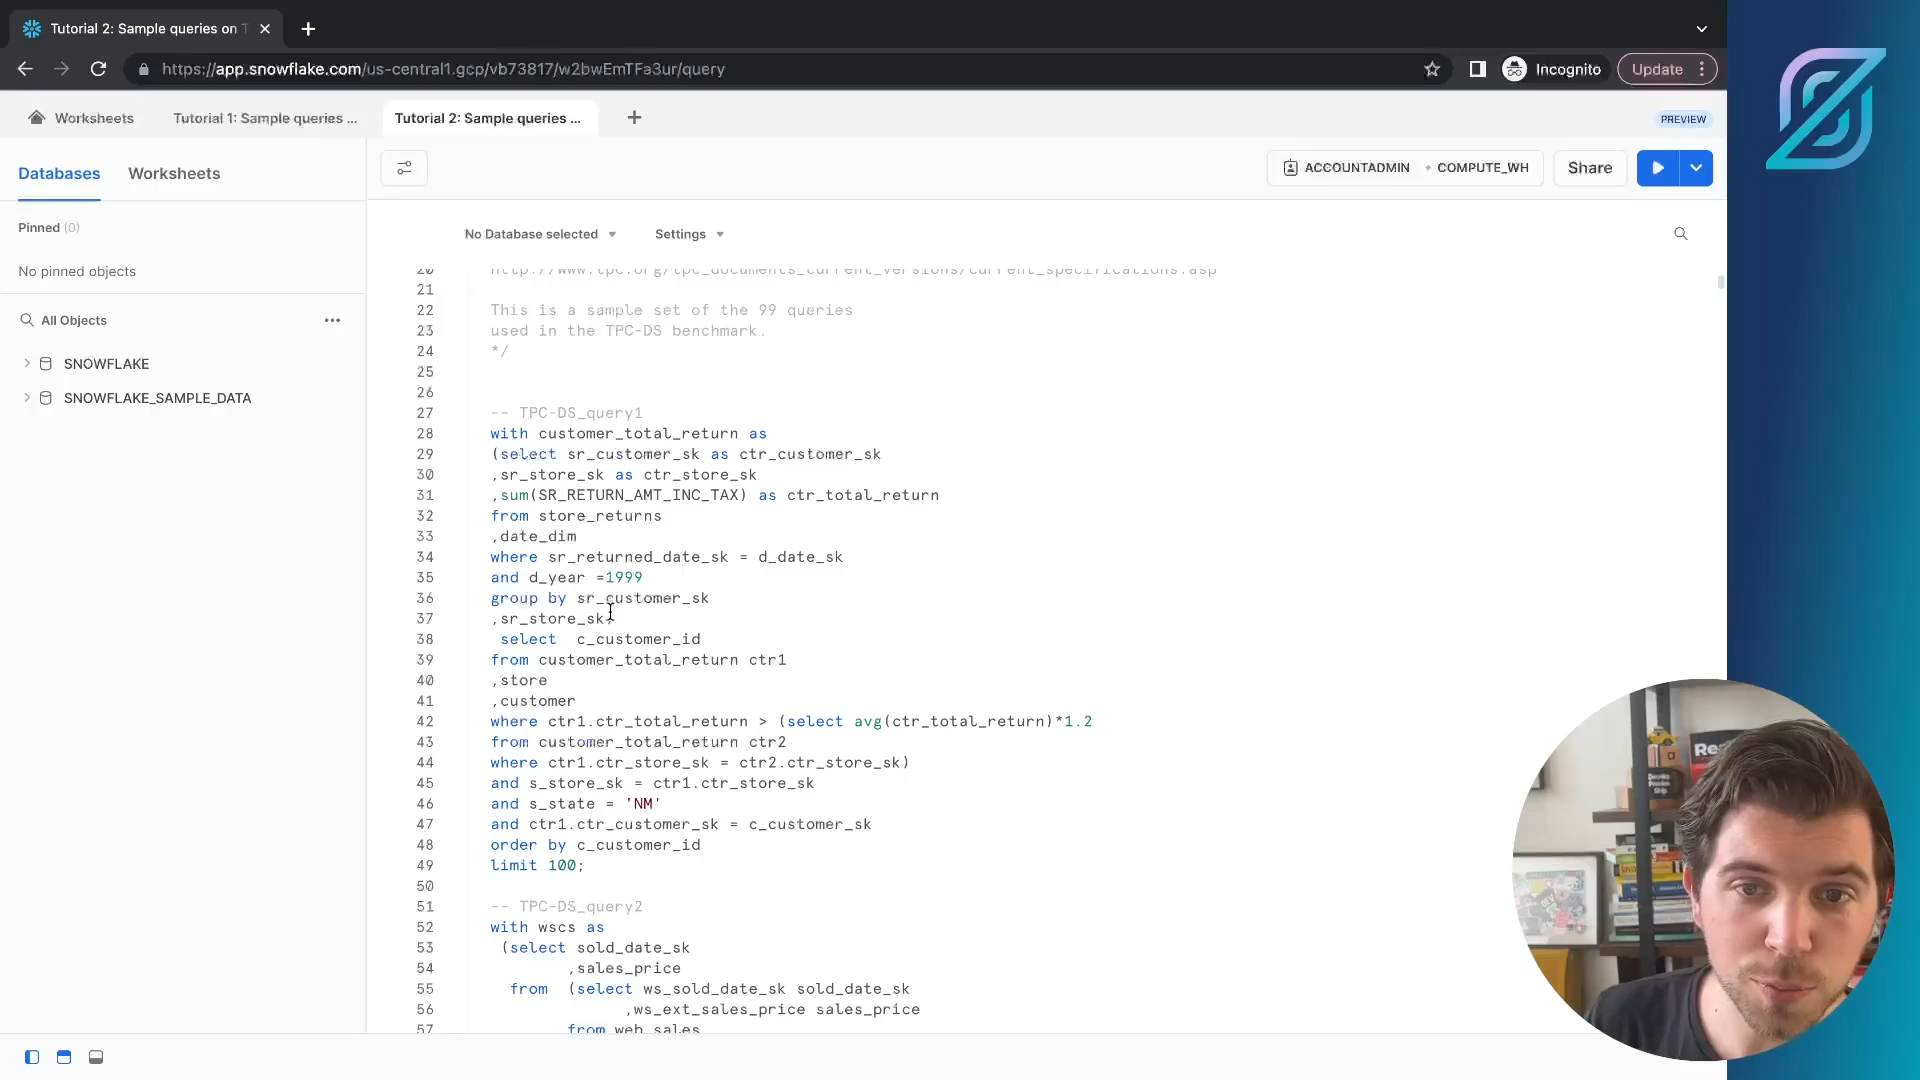 Tutorial 2: Sample queries on T
https://app.snowflake.com/us-central1.gcp/vb73817/w2bwEmTFa3ur/query
Incognito
Update
Worksheets
Tutorial 1: Sample queries ...
Tutorial 2: Sample queries ...
PREVIEW
Databases
Worksheets
ACCOUNTADMIN
COMPUTE_WH
Share
Pinned (0)
No pinned objects
All Objects
SNOWFLAKE
SNOWFLAKE_SAMPLE_DATA
No Database selected
Settings
20 http://www.tpc.org/tpc_documents_current_versions/current_specifications.asp
21
22 This is a sample set of the 99 queries
23 used in the TPC-DS benchmark.
24 */
25
26
27 -- TPC-DS_query1
28 with customer_total_return as
29 (select sr_customer_sk as ctr_customer_sk
30 ,sr_store_sk as ctr_store_sk
31 ,sum(SR_RETURN_AMT_INC_TAX) as ctr_total_return
32 from store_returns
33 ,date_dim
34 where sr_returned_date_sk = d_date_sk
35 and d_year =1999
36 group by sr_customer_sk
37 ,sr_store_sk)
38 select  c_customer_id
39 from customer_total_return ctr1
40 ,store
41 ,customer
42 where ctr1.ctr_total_return > (select avg(ctr_total_return)*1.2
43 from customer_total_return ctr2
44 where ctr1.ctr_store_sk = ctr2.ctr_store_sk)
45 and s_store_sk = ctr1.ctr_store_sk
46 and s_state = 'NM'
47 and ctr1.ctr_customer_sk = c_customer_sk
48 order by c_customer_id
49 limit 100;
50
51 -- TPC-DS_query2
52 with wscs as
53 (select sold_date_sk
54 ,sales_price
55 from  (select ws_sold_date_sk sold_date_sk
56 ,ws_ext_sales_price sales_price
57 from web_sales